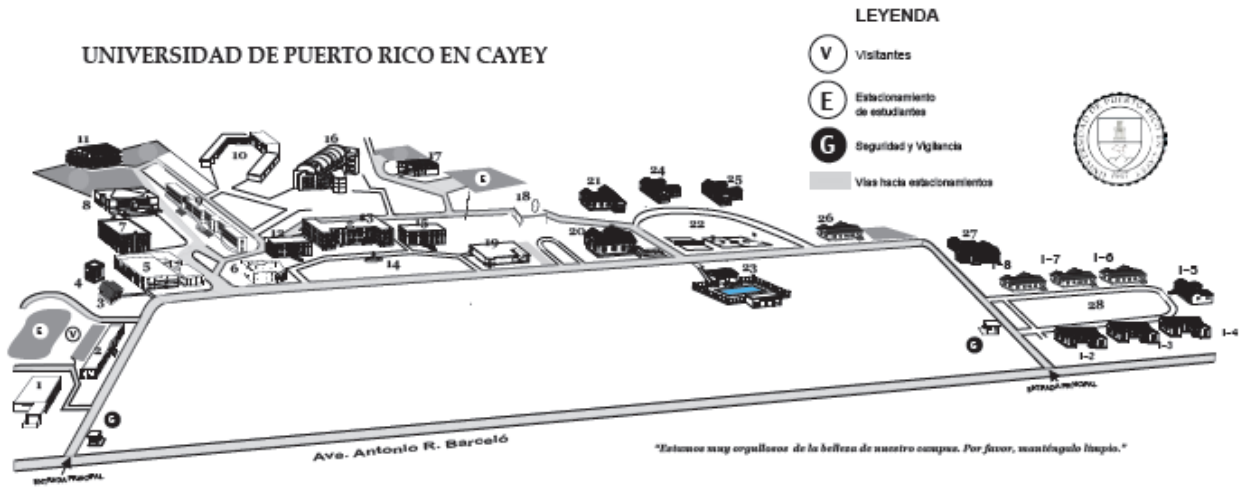 LEYENDA
UNIVERSIDAD DE PUERTO RICO EN CAYEY
V Visitantes
E Estacionamiento
de estudiantes
G Seguridad y Vigilancia
Vías hacia estacionamientos
11
10
16
17
E
8
9
7
18
21
24
25
12
13
15
20
22
26
27
19
14
6
5
4
3
23
I-8
I-7
I-6
I-5
28
I-4
I-3
I-2
E
V
2
1
G
G
ENTRADA PRINCIPAL
ENTRADA PRINCIPAL
Ave. Antonio R. Barceló
"Estamos muy orgullosos de la belleza de nuestro campus. Por favor, manténgalo limpio."